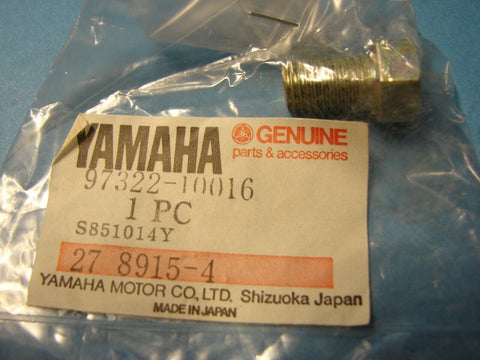 YAMAHA GENUINE
parts & accessories
97322-10016
1 PC
S851014Y
27 8915-4
YAMAHA MOTOR CO., LTD. Shizuoka Japan
MADE IN JAPAN